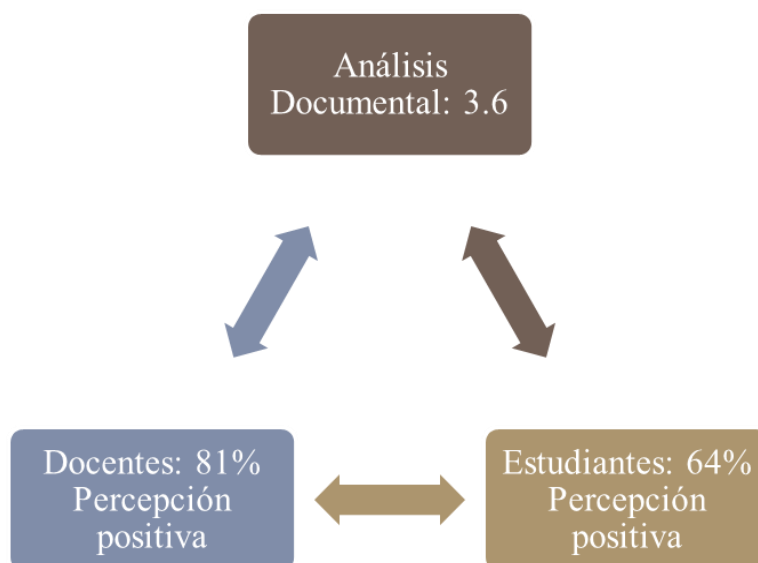 Análisis
Documental: 3.6
Docentes: 81%
Percepción
positiva
Estudiantes: 64%
Percepción
positiva